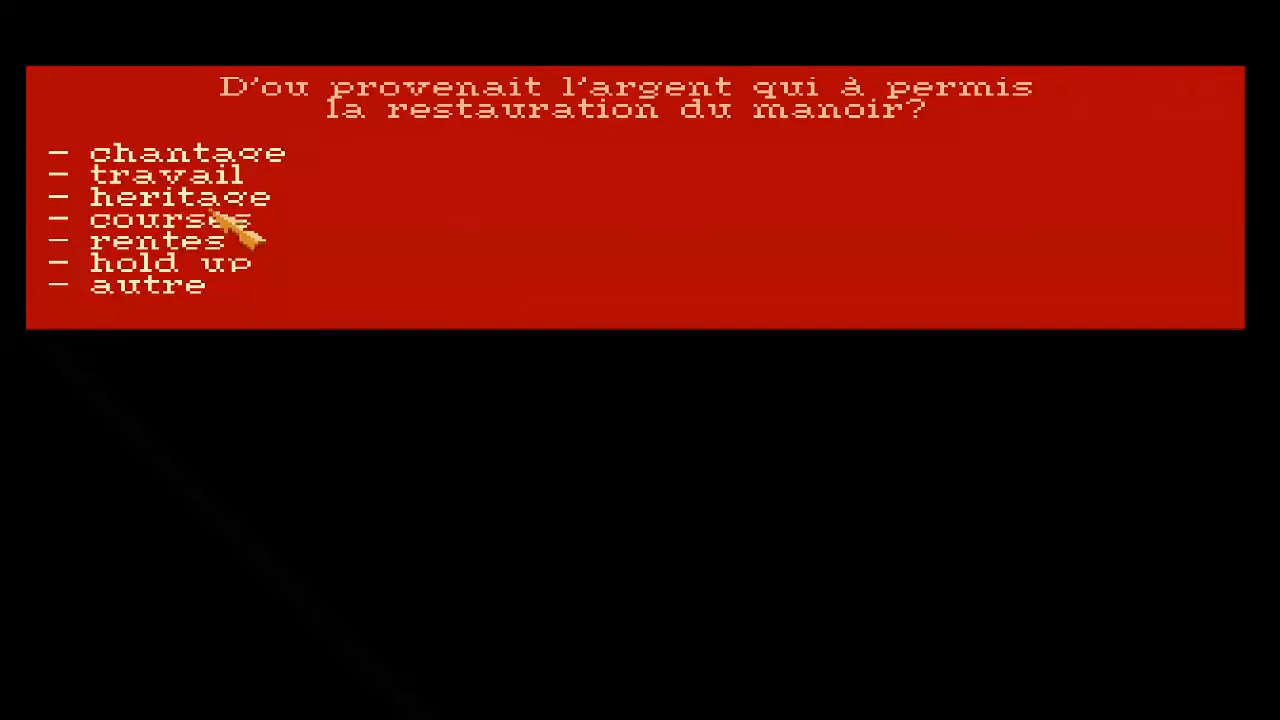 D'ou provenait l'argent qui à permis
la restauration du manoir?
- chantage
- travail
- heritage
- courses
- rentes
- hold up
- autre